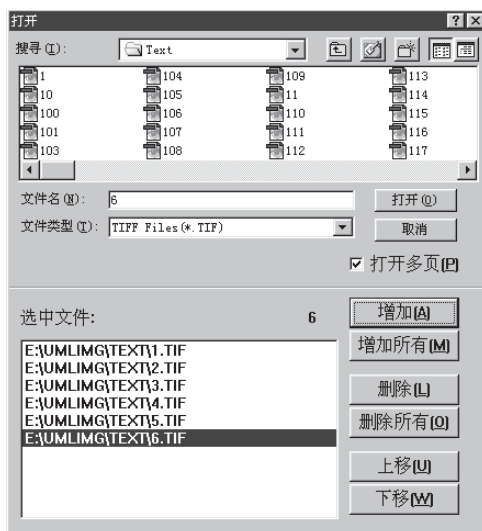 打开
搜寻(I): Text
1 104 109 113
10 105 11 114
100 106 110 115
101 107 111 116
103 108 112 117
文件名(N): 6 打开(O)
文件类型(T): TIFF Files(*.TIF) 取消
打开多页(P)
选中文件: 6 增加(A)
增加所有(M)
E:\UMLIMG\TEXT\1.TIF
E:\UMLIMG\TEXT\2.TIF
E:\UMLIMG\TEXT\3.TIF
E:\UMLIMG\TEXT\4.TIF
E:\UMLIMG\TEXT\5.TIF
E:\UMLIMG\TEXT\6.TIF
删除(L)
删除所有(O)
上移(U)
下移(W)